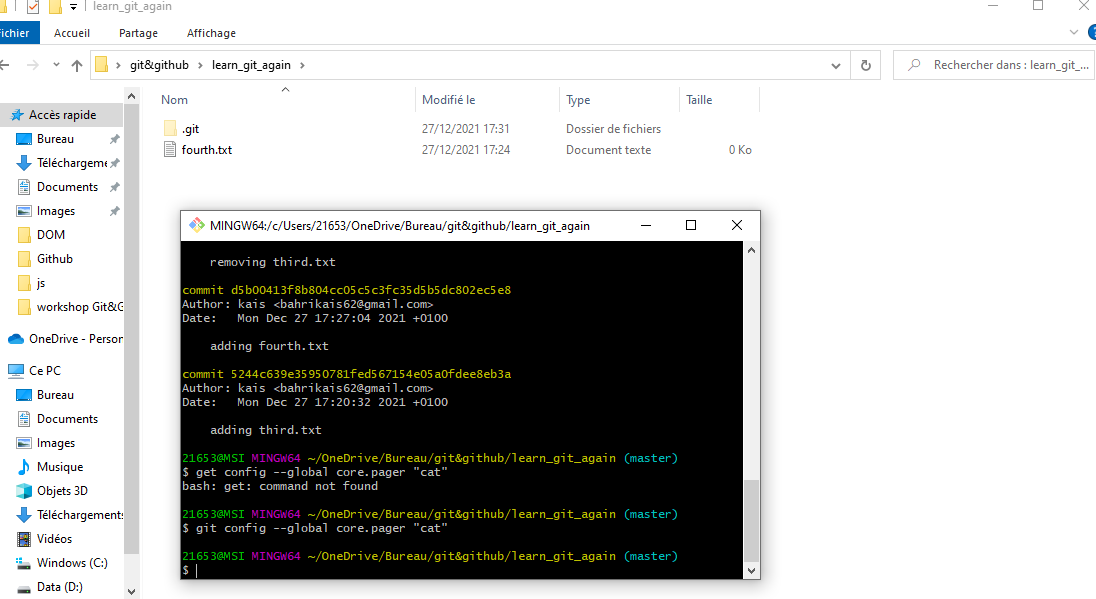 learn_git_again
ichier Accueil Partage Affichage
git&github > learn_git_again >
Rechercher dans : learn_git_...
Nom Modifié le Type Taille
Accès rapide
Bureau
Téléchargeme
Documents
Images
DOM
Github
js
workshop Git&G
OneDrive - Person
Ce PC
Bureau
Documents
Images
Musique
Objets 3D
Téléchargements
Vidéos
Windows (C:)
Data (D:)
.git 27/12/2021 17:31 Dossier de fichiers
fourth.txt 27/12/2021 17:24 Document texte 0 Ko
MINGW64:/c/Users/21653/OneDrive/Bureau/git&github/learn_git_again
removing third.txt
commit d5b00413f8b804cc05c5c3fc35d5b5dc802ec5e8
Author: kais <bahrikais62@gmail.com>
Date: Mon Dec 27 17:27:04 2021 +0100
adding fourth.txt
commit 5244c639e35950781fed567154e05a0fdee8eb3a
Author: kais <bahrikais62@gmail.com>
Date: Mon Dec 27 17:20:32 2021 +0100
adding third.txt
21653@MSI MINGW64 ~/OneDrive/Bureau/git&github/learn_git_again (master)
$ get config --global core.pager "cat"
bash: get: command not found
21653@MSI MINGW64 ~/OneDrive/Bureau/git&github/learn_git_again (master)
$ git config --global core.pager "cat"
21653@MSI MINGW64 ~/OneDrive/Bureau/git&github/learn_git_again (master)
$